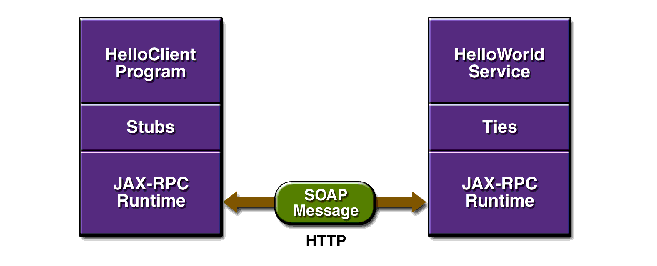 HelloClient
Program
Stubs
JAX-RPC
Runtime
SOAP
Message
HTTP
HelloWorld
Service
Ties
JAX-RPC
Runtime